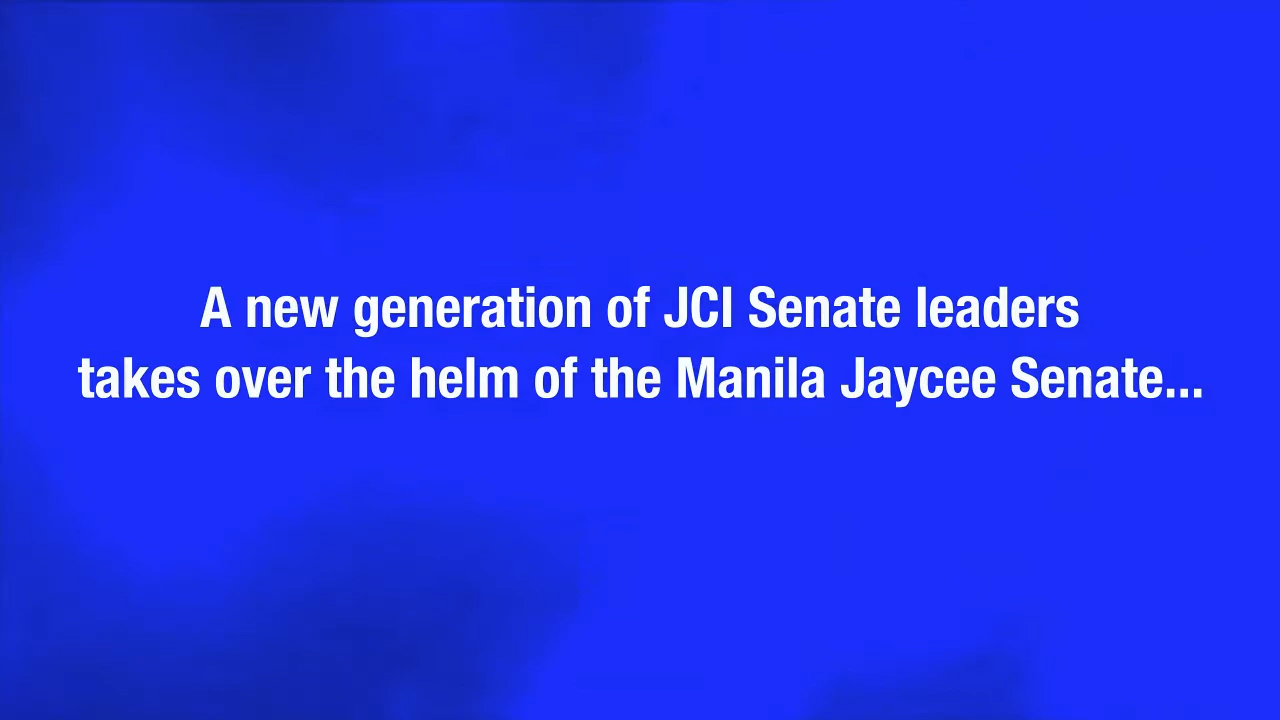 A new generation of JCI Senate leaders
takes over the helm of the Manila Jaycee Senate...